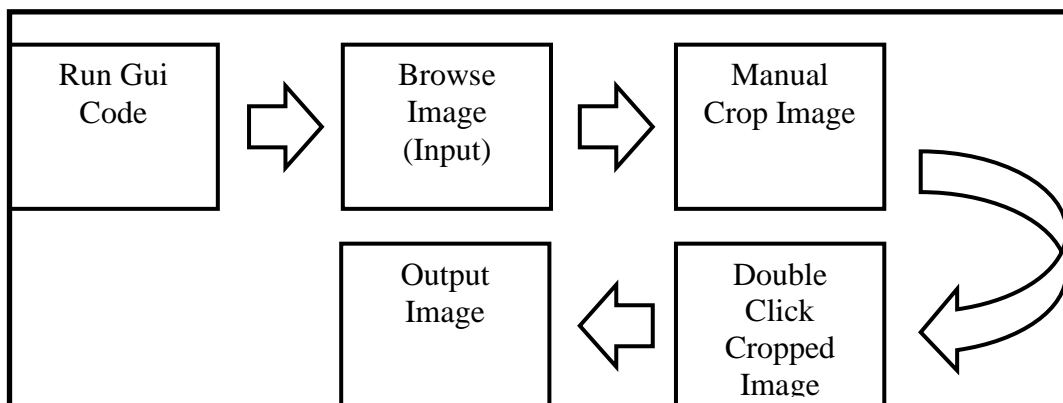 Run Gui
Code
Browse
Image
(Input)
Manual
Crop Image
Double
Click
Cropped
Image
Output
Image